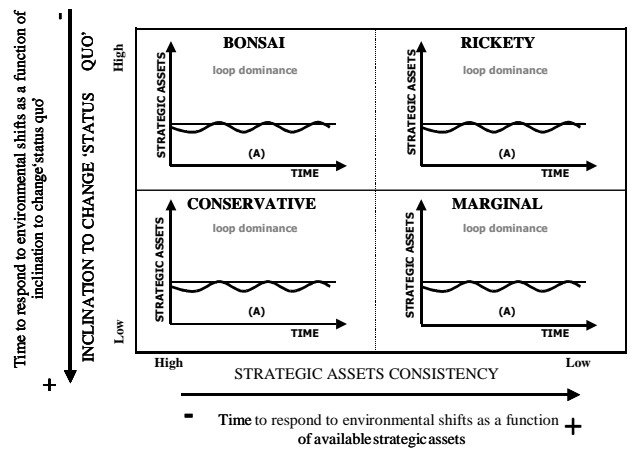 -
Time to respond to environmental shifts as a function of
inclination to change‘status quo’
+
INCLINATION TO CHANGE ‘STATUS QUO’
High
Low
BONSAI
loop dominance
STRATEGIC ASSETS
(A)
TIME
RICKETY
loop dominance
STRATEGIC ASSETS
(A)
TIME
CONSERVATIVE
loop dominance
STRATEGIC ASSETS
(A)
TIME
MARGINAL
loop dominance
STRATEGIC ASSETS
(A)
TIME
High
Low
STRATEGIC ASSETS CONSISTENCY
-
Time to respond to environmental shifts as a function
+
of available strategic assets